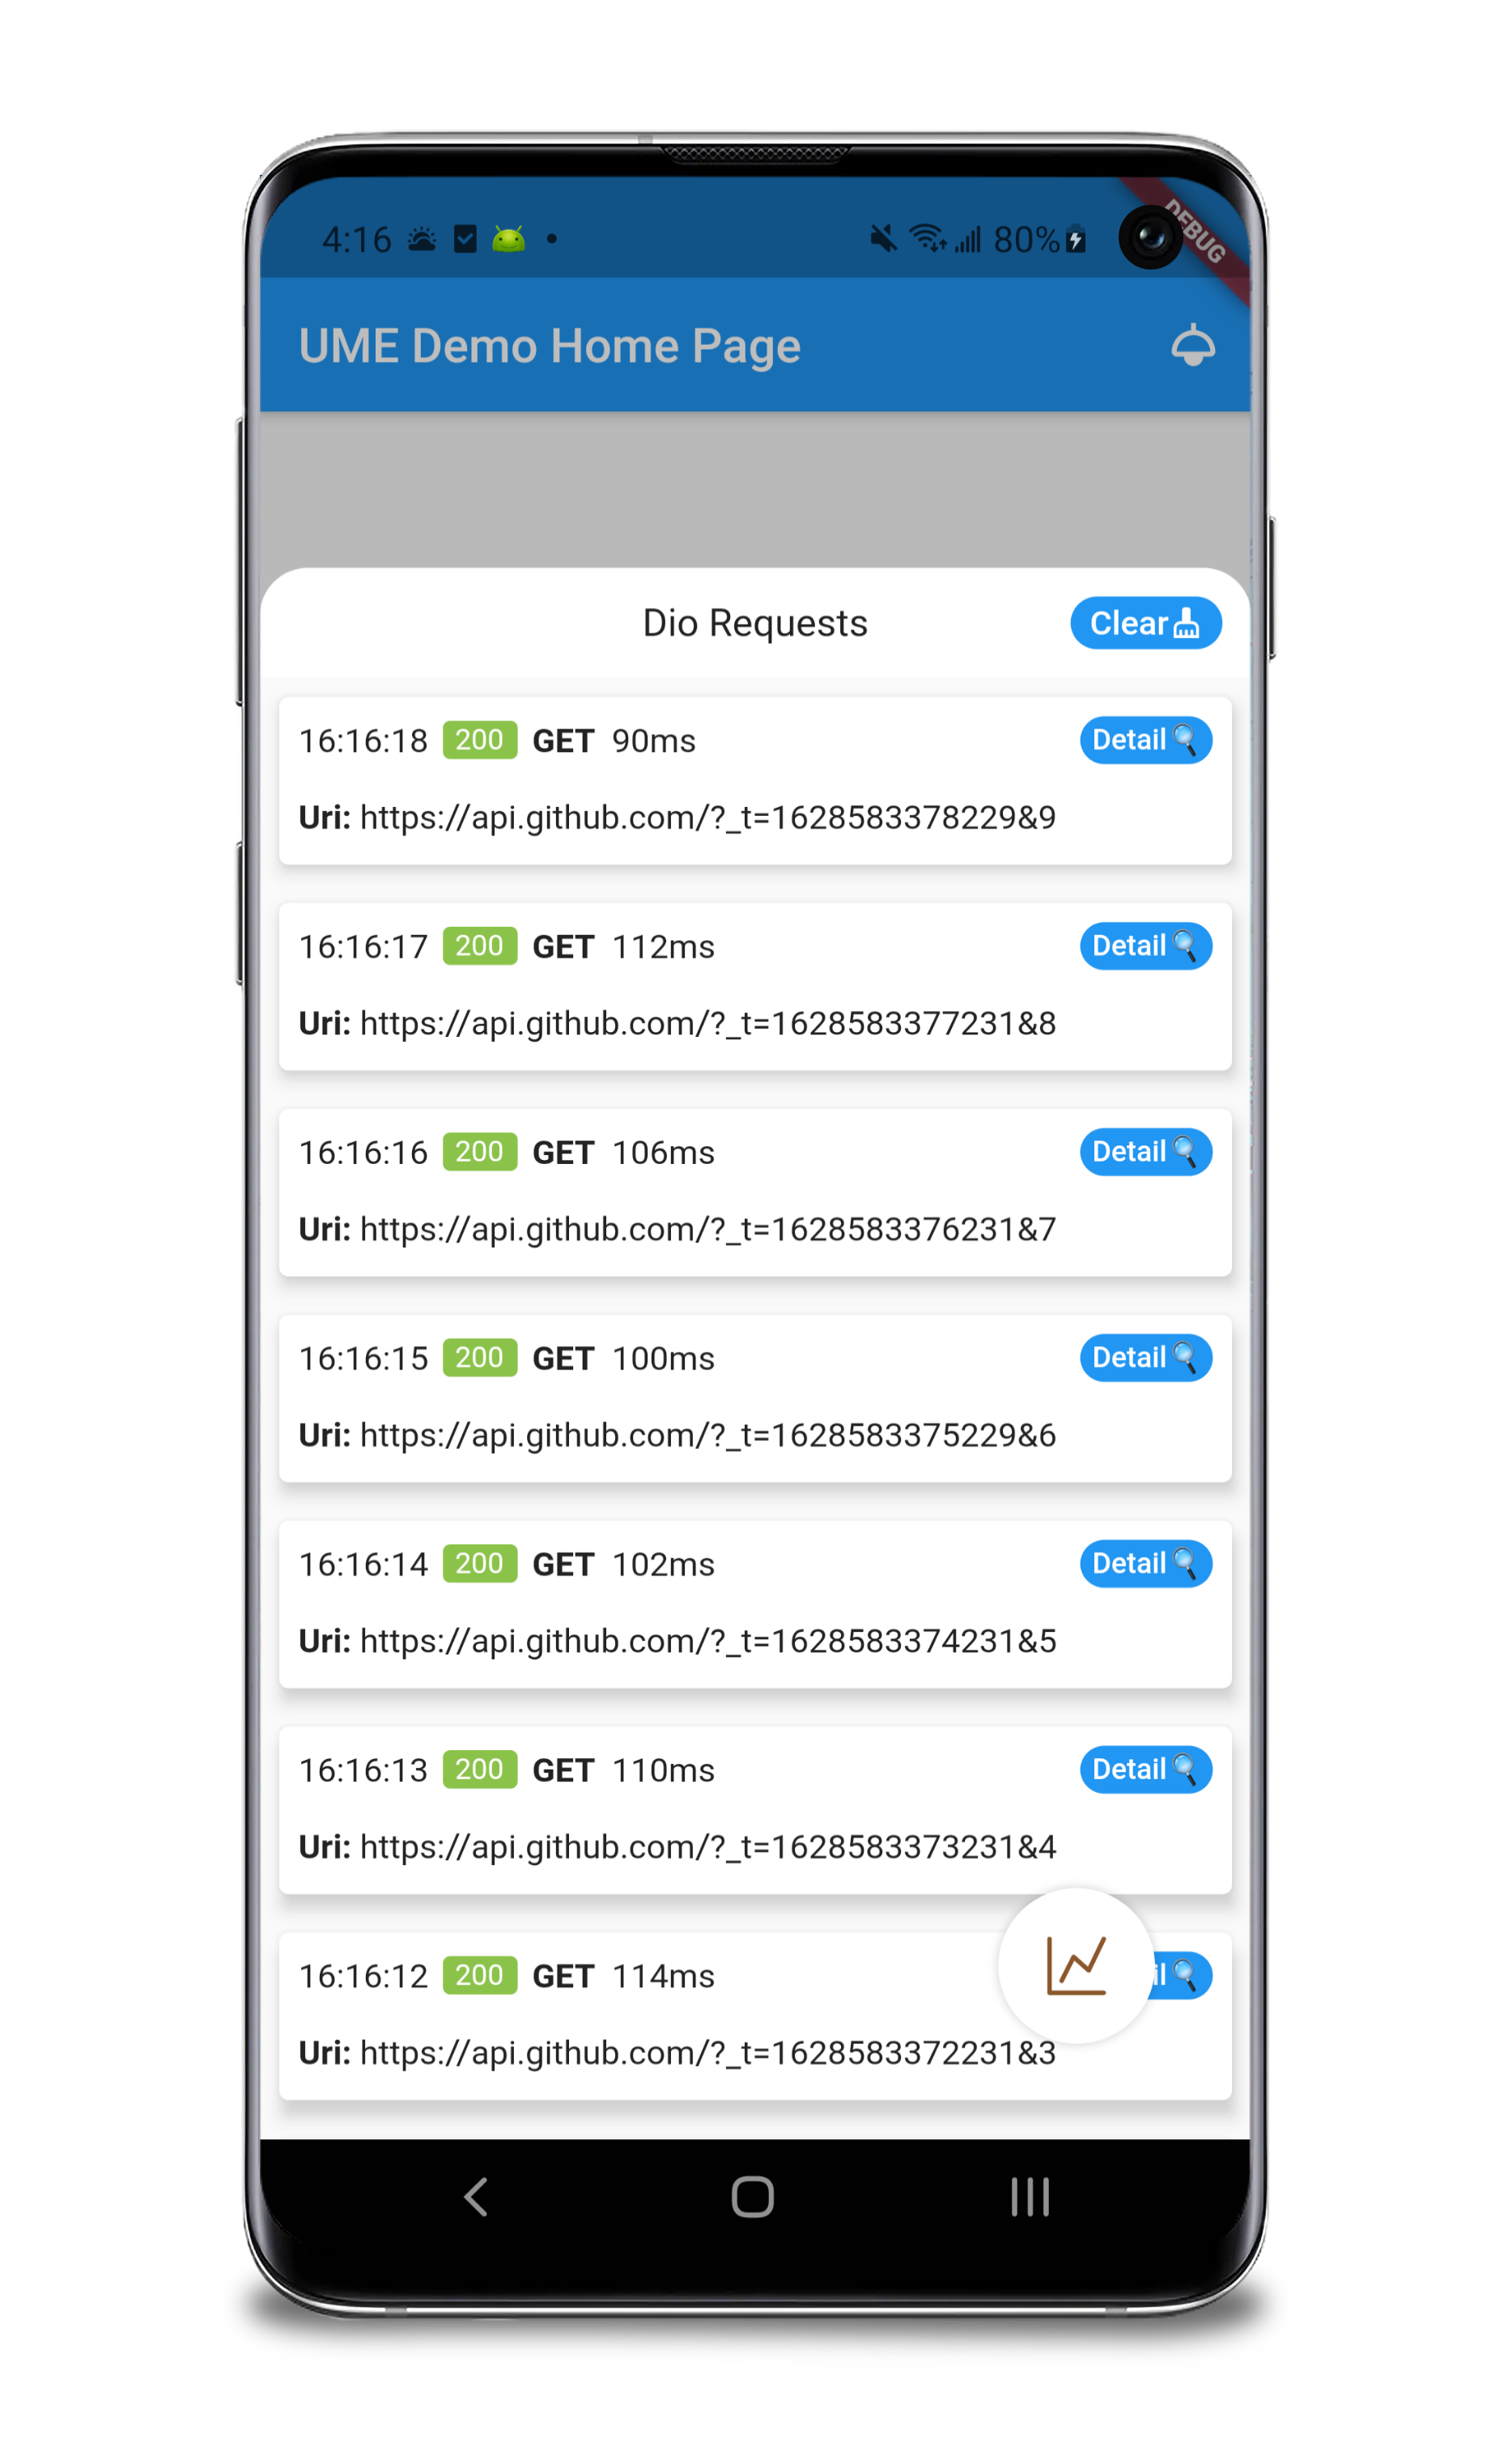 4:16 80%
DEBUG
UME Demo Home Page
Dio Requests Clear
16:16:18 200 GET 90ms Detail
Uri: https://api.github.com/?_t=1628583378229&9
16:16:17 200 GET 112ms Detail
Uri: https://api.github.com/?_t=1628583377231&8
16:16:16 200 GET 106ms Detail
Uri: https://api.github.com/?_t=1628583376231&7
16:16:15 200 GET 100ms Detail
Uri: https://api.github.com/?_t=1628583375229&6
16:16:14 200 GET 102ms Detail
Uri: https://api.github.com/?_t=1628583374231&5
16:16:13 200 GET 110ms Detail
Uri: https://api.github.com/?_t=1628583373231&4
16:16:12 200 GET 114ms
Uri: https://api.github.com/?_t=1628583372231&3